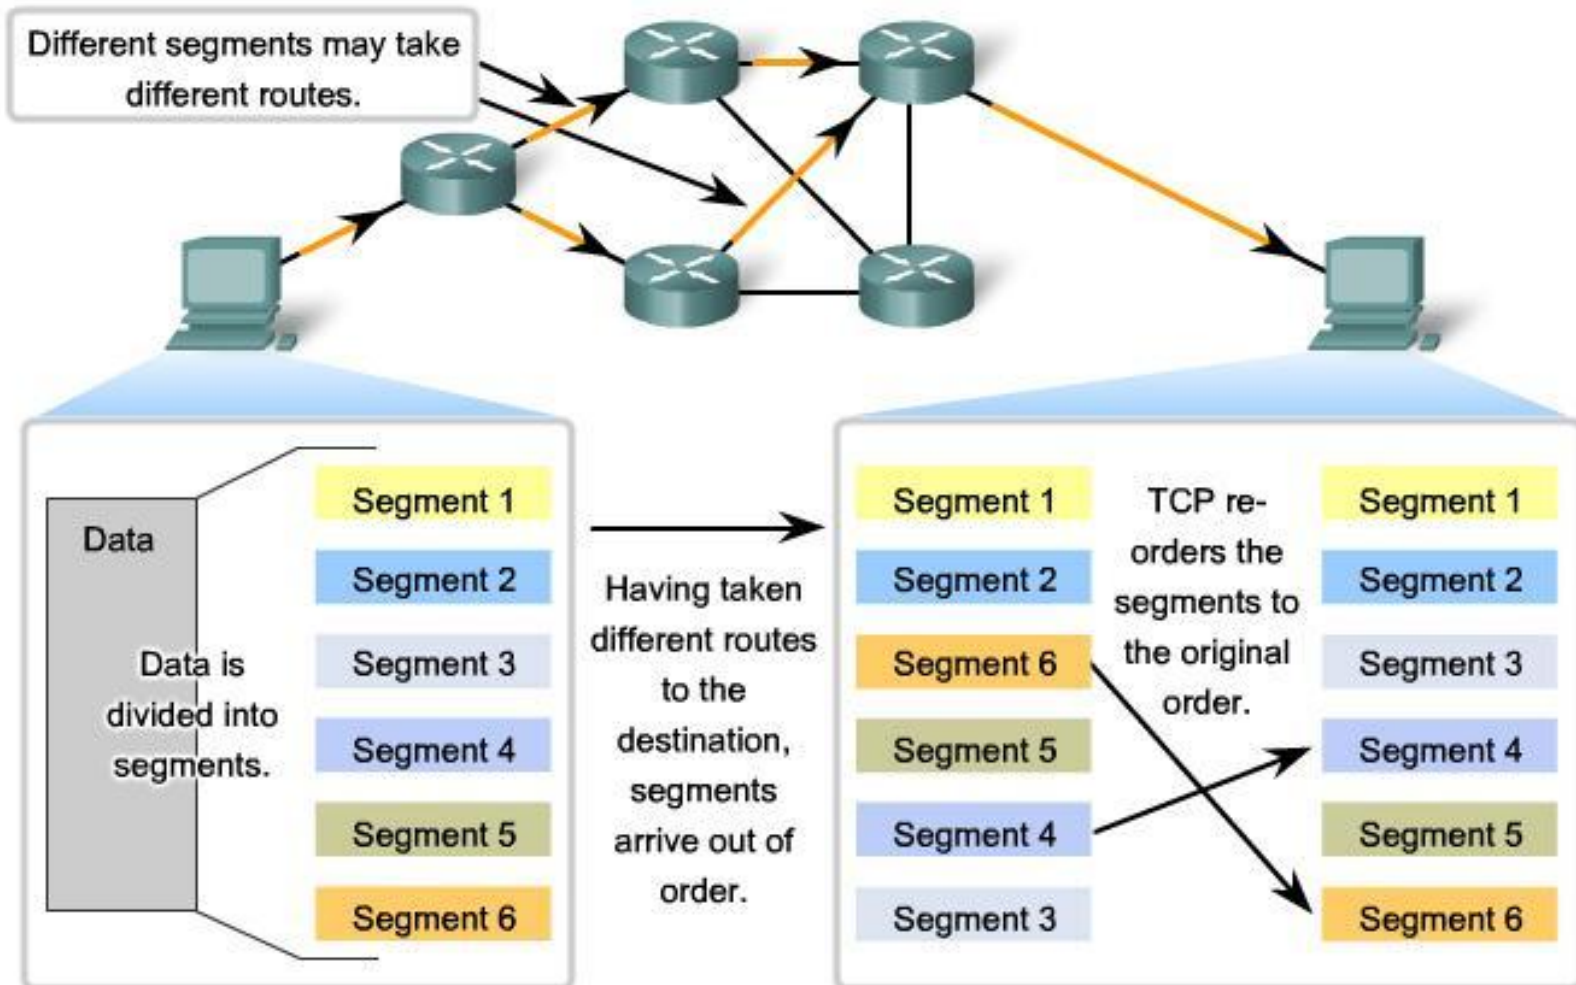 Different segments may take
different routes.
Data
Data is
divided into
segments.
Segment 1
Segment 2
Segment 3
Segment 4
Segment 5
Segment 6
Having taken
different routes
to the
destination,
segments
arrive out of
order.
Segment 1
Segment 2
Segment 6
Segment 5
Segment 4
Segment 3
TCP re-
orders the
segments to
the original
order.
Segment 1
Segment 2
Segment 3
Segment 4
Segment 5
Segment 6